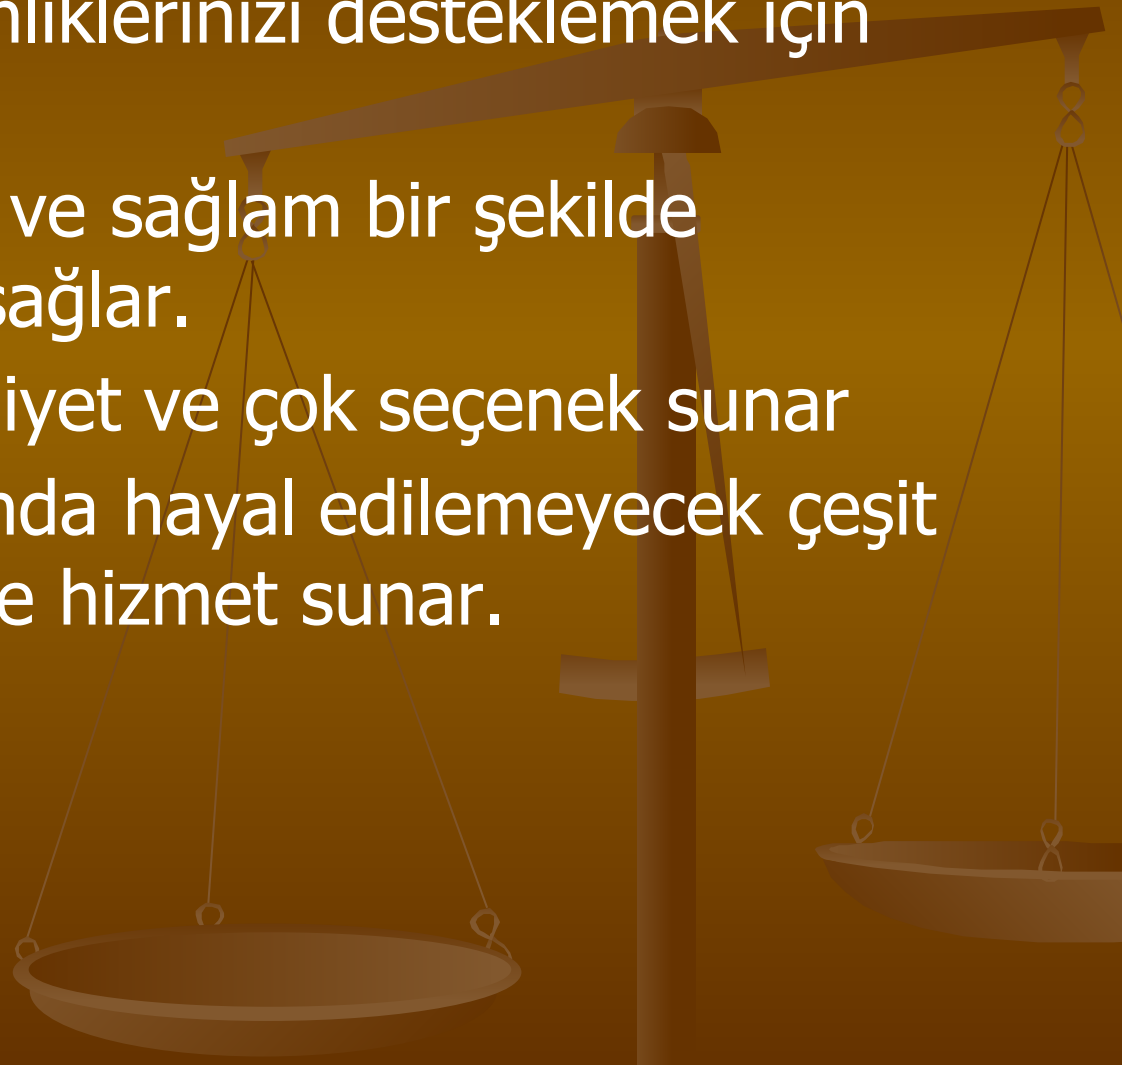 nliklerinizi desteklemek için
ve sağlam bir şekilde
sağlar.
iyet ve çok seçenek sunar
nda hayal edilemeyecek çeşit
e hizmet sunar.